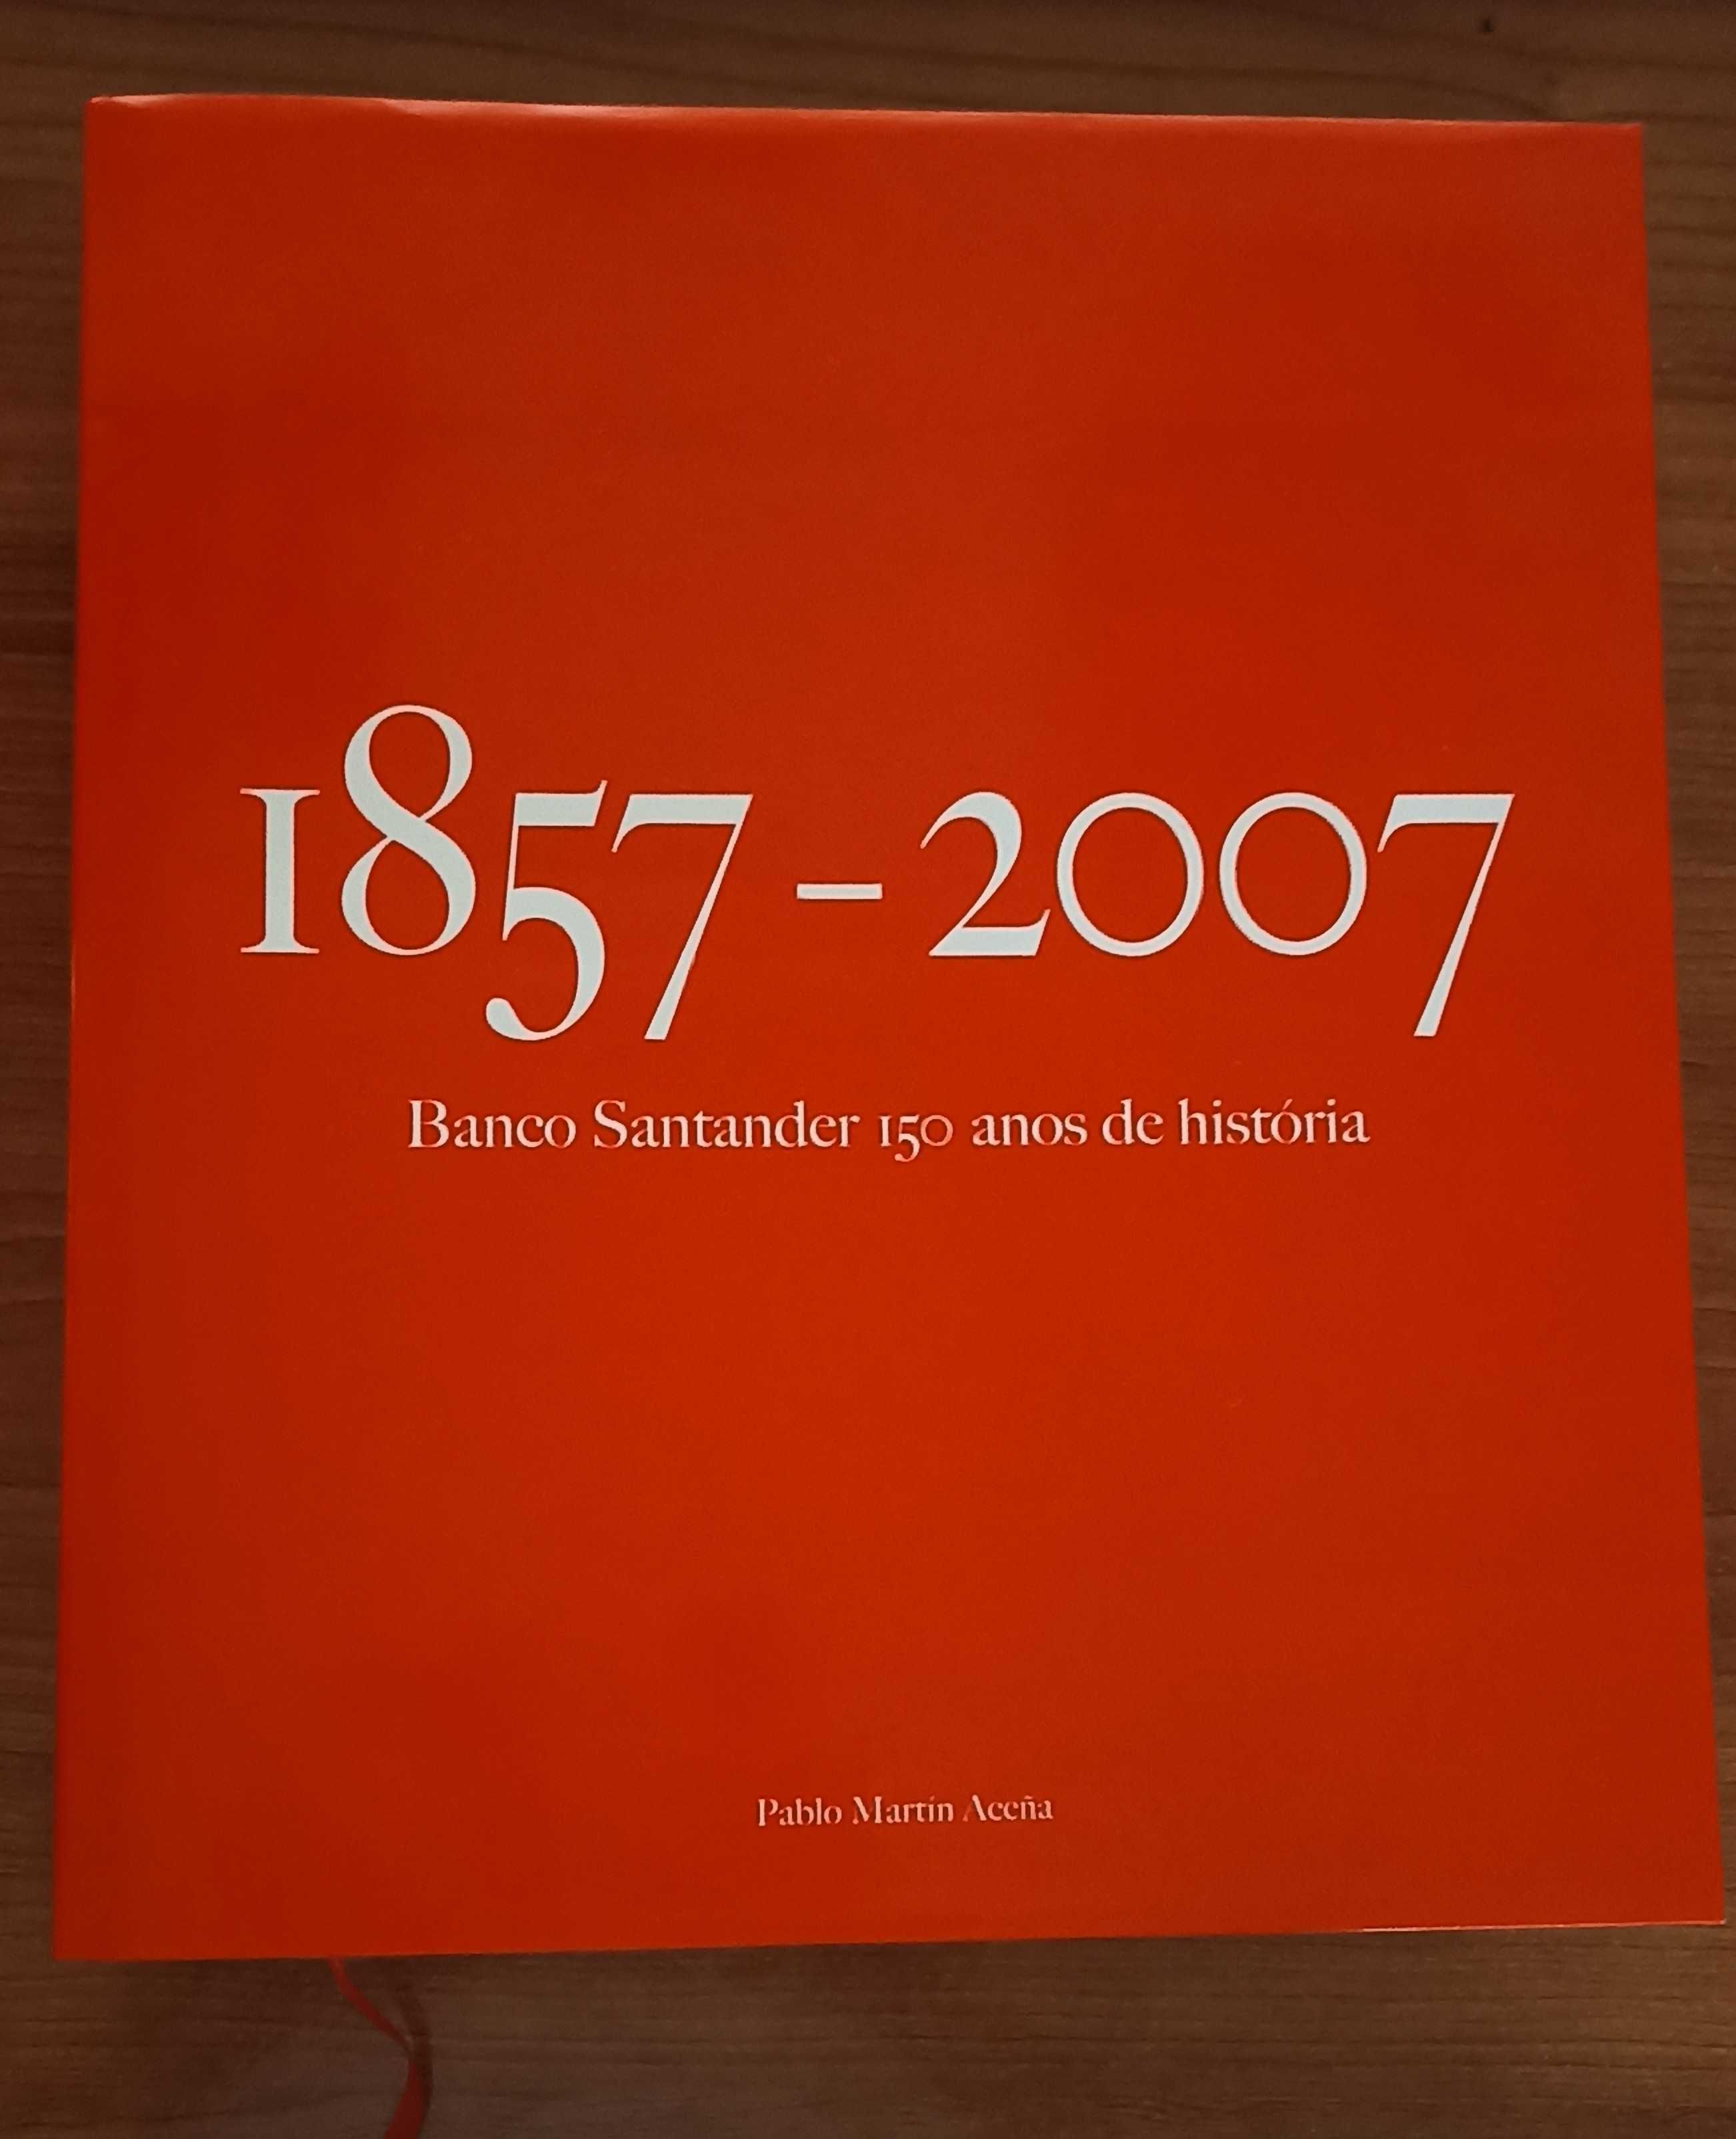 1857 – 2007
Banco Santander 150 anos de história
Pablo Martín Aceña